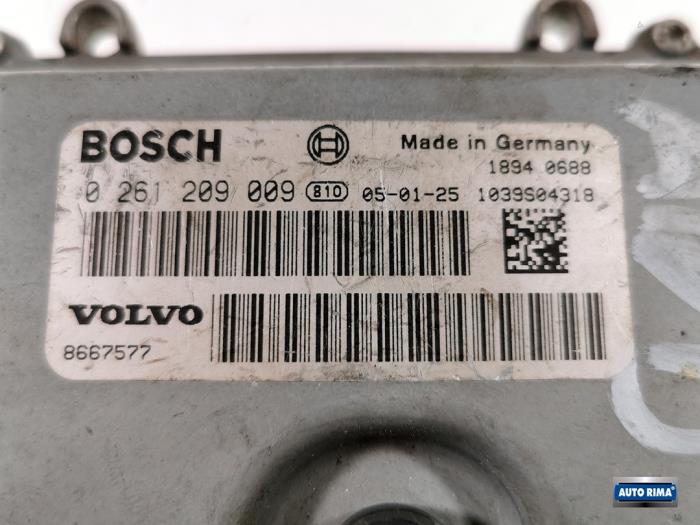 BOSCH Made in Germany
1894 0688
0 261 209 009 810 05-01-25 1039S04318
VOLVO
8667577
AUTO RIMA